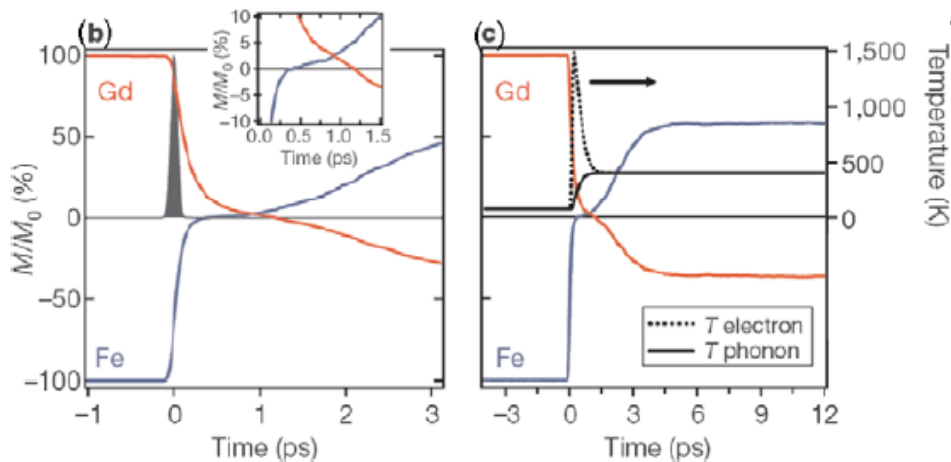 (b)
M/M0 (%)
100
50
0
−50
−100
Gd
Fe
−1
0
1
2
3
Time (ps)
M/M0 (%)
10
5
0
−5
−10
0.0
0.5
1.0
1.5
Time (ps)
(c)
Gd
1,500
1,000
500
0
Temperature (K)
T electron
T phonon
−3
0
3
6
9
12
Time (ps)